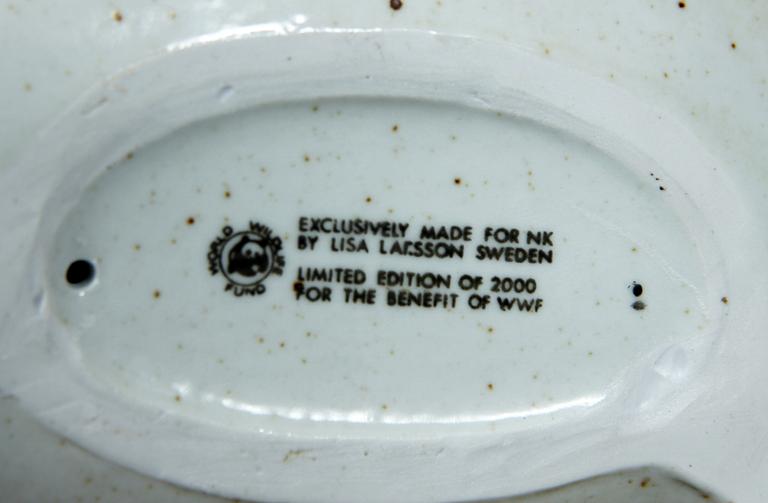 WORLD WILDLIFE FUND
EXCLUSIVELY MADE FOR NK
BY LISA LARSSON SWEDEN
LIMITED EDITION OF 2000
FOR THE BENEFIT OF WWF